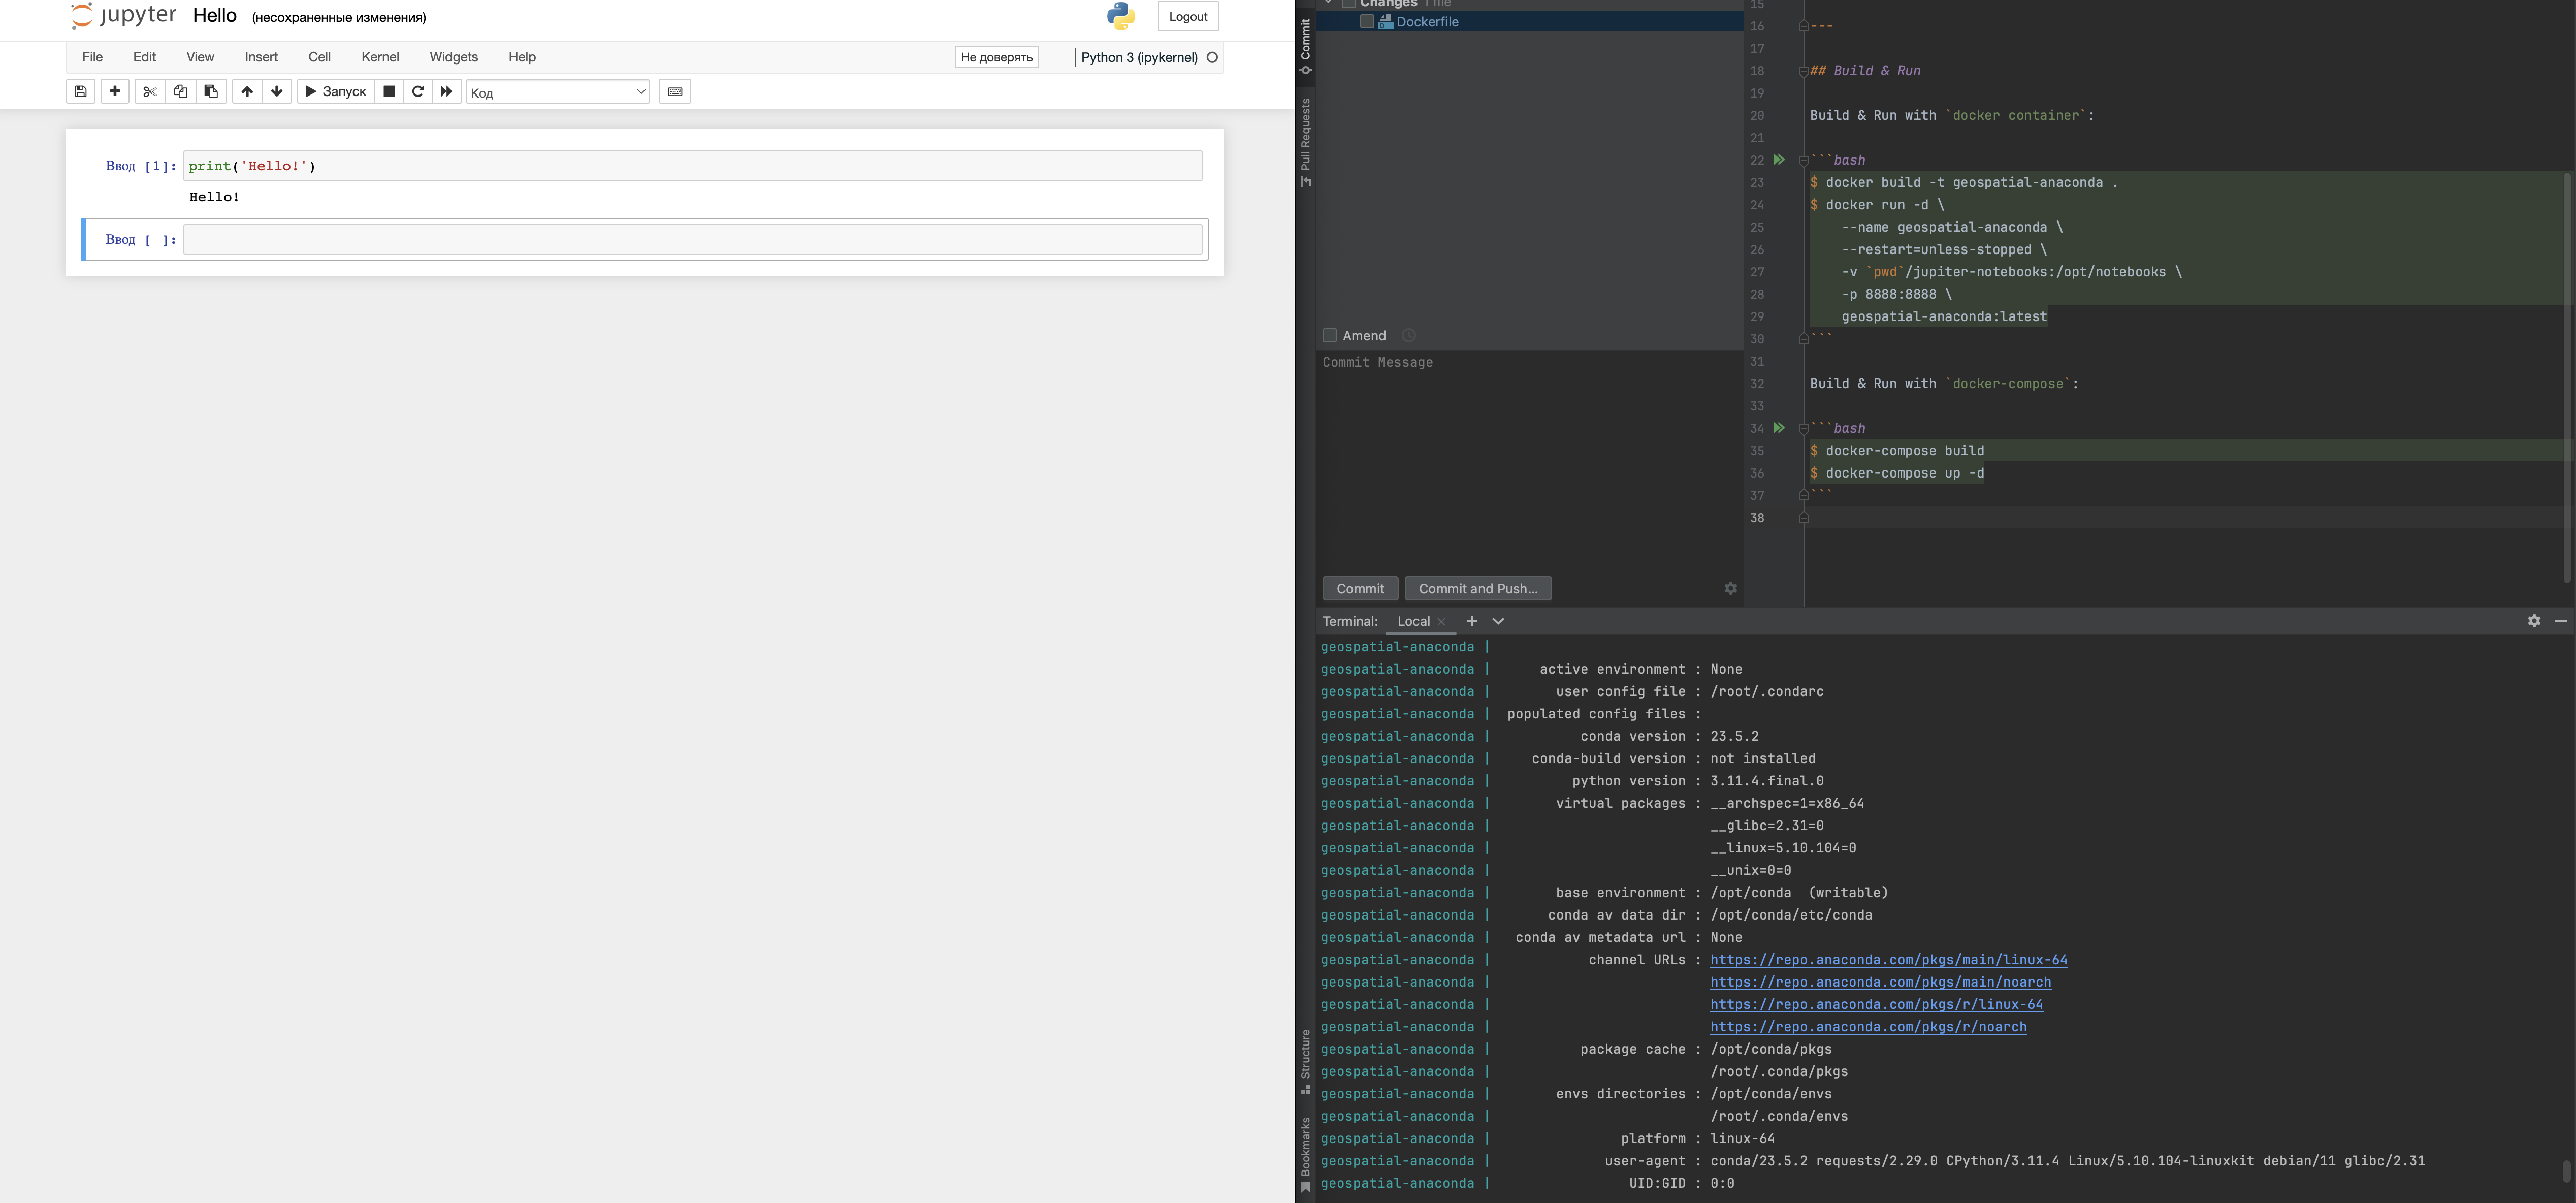 jupyter Hello (несохраненные изменения)
Logout
File Edit View Insert Cell Kernel Widgets Help
Не доверять
Python 3 (ipykernel)
Запуск
Код
Ввод [1]: print('Hello!')
Hello!
Ввод [ ]:
Commit
Pull Requests
Structure
Bookmarks
Changes 1 file
Dockerfile
Amend
Commit Message
Commit
Commit and Push...
15
16 ---
17
18 ## Build & Run
19
20 Build & Run with `docker container`:
21
22 ```bash
23 $ docker build -t geospatial-anaconda .
24 $ docker run -d \
25 --name geospatial-anaconda \
26 --restart=unless-stopped \
27 -v `pwd`/jupiter-notebooks:/opt/notebooks \
28 -p 8888:8888 \
29 geospatial-anaconda:latest
30 ```
31
32 Build & Run with `docker-compose`:
33
34 ```bash
35 $ docker-compose build
36 $ docker-compose up -d
37 ```
38
Terminal: Local
geospatial-anaconda |
geospatial-anaconda | active environment : None
geospatial-anaconda | user config file : /root/.condarc
geospatial-anaconda | populated config files :
geospatial-anaconda | conda version : 23.5.2
geospatial-anaconda | conda-build version : not installed
geospatial-anaconda | python version : 3.11.4.final.0
geospatial-anaconda | virtual packages : __archspec=1=x86_64
geospatial-anaconda | __glibc=2.31=0
geospatial-anaconda | __linux=5.10.104=0
geospatial-anaconda | __unix=0=0
geospatial-anaconda | base environment : /opt/conda (writable)
geospatial-anaconda | conda av data dir : /opt/conda/etc/conda
geospatial-anaconda | conda av metadata url : None
geospatial-anaconda | channel URLs : https://repo.anaconda.com/pkgs/main/linux-64
geospatial-anaconda | https://repo.anaconda.com/pkgs/main/noarch
geospatial-anaconda | https://repo.anaconda.com/pkgs/r/linux-64
geospatial-anaconda | https://repo.anaconda.com/pkgs/r/noarch
geospatial-anaconda | package cache : /opt/conda/pkgs
geospatial-anaconda | /root/.conda/pkgs
geospatial-anaconda | envs directories : /opt/conda/envs
geospatial-anaconda | /root/.conda/envs
geospatial-anaconda | platform : linux-64
geospatial-anaconda | user-agent : conda/23.5.2 requests/2.29.0 CPython/3.11.4 Linux/5.10.104-linuxkit debian/11 glibc/2.31
geospatial-anaconda | UID:GID : 0:0